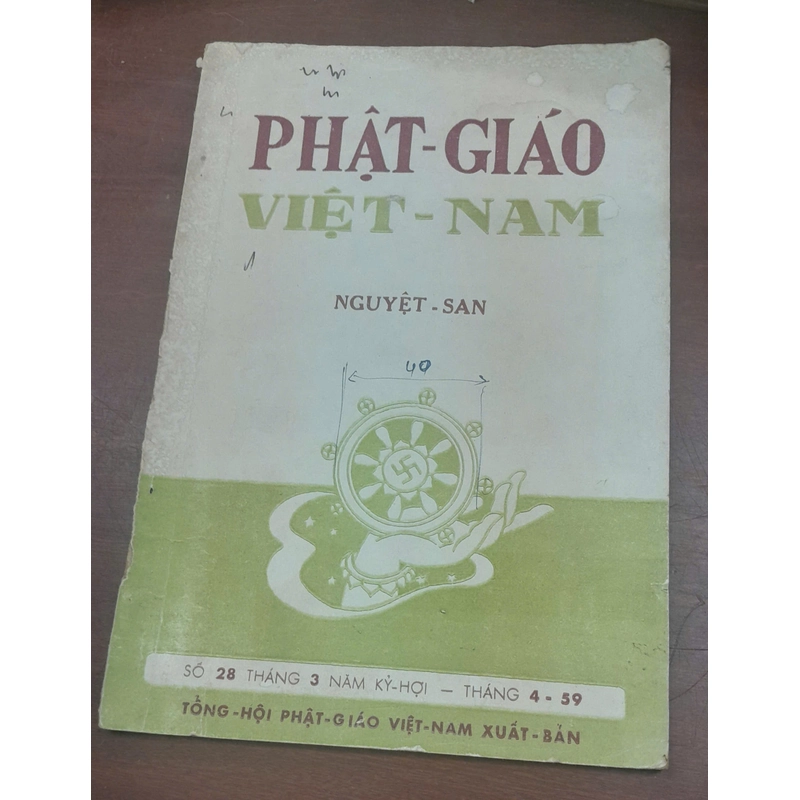 PHẬT-GIÁO
VIỆT-NAM
NGUYỆT-SAN
40
SỐ 28 THÁNG 3 NĂM KỶ-HỢI — THÁNG 4-59
TỔNG-HỘI PHẬT-GIÁO VIỆT-NAM XUẤT-BẢN